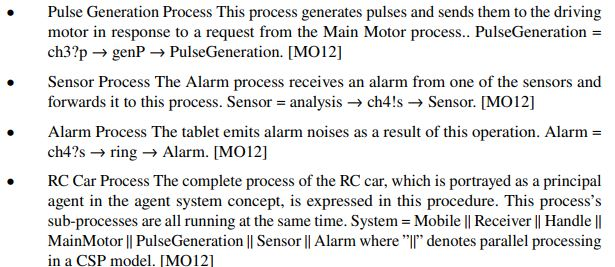 • Pulse Generation Process This process generates pulses and sends them to the driving
motor in response to a request from the Main Motor process.. PulseGeneration =
ch3?p → genP → PulseGeneration. [MO12]
• Sensor Process The Alarm process receives an alarm from one of the sensors and
forwards it to this process. Sensor = analysis → ch4!s → Sensor. [MO12]
• Alarm Process The tablet emits alarm noises as a result of this operation. Alarm =
ch4?s → ring → Alarm. [MO12]
• RC Car Process The complete process of the RC car, which is portrayed as a principal
agent in the agent system concept, is expressed in this procedure. This process’s
sub-processes are all running at the same time. System = Mobile || Receiver || Handle ||
MainMotor || PulseGeneration || Sensor || Alarm where ”||” denotes parallel processing
in a CSP model. [MO12]